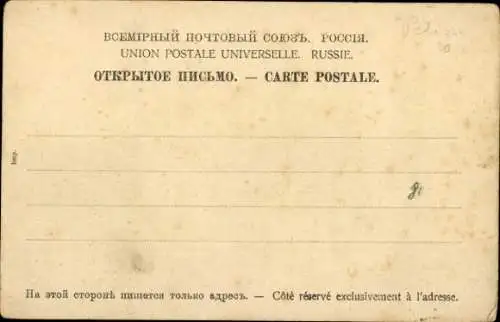 ВСЕМІРНЫЙ ПОЧТОВЫЙ СОЮЗЪ. РОССІЯ.
UNION POSTALE UNIVERSELLE. RUSSIE.
ОТКРЫТОЕ ПИСЬМО. — CARTE POSTALE.
На этой сторонѣ пишется только адресъ. — Côté réservé exclusivement à l'adresse.